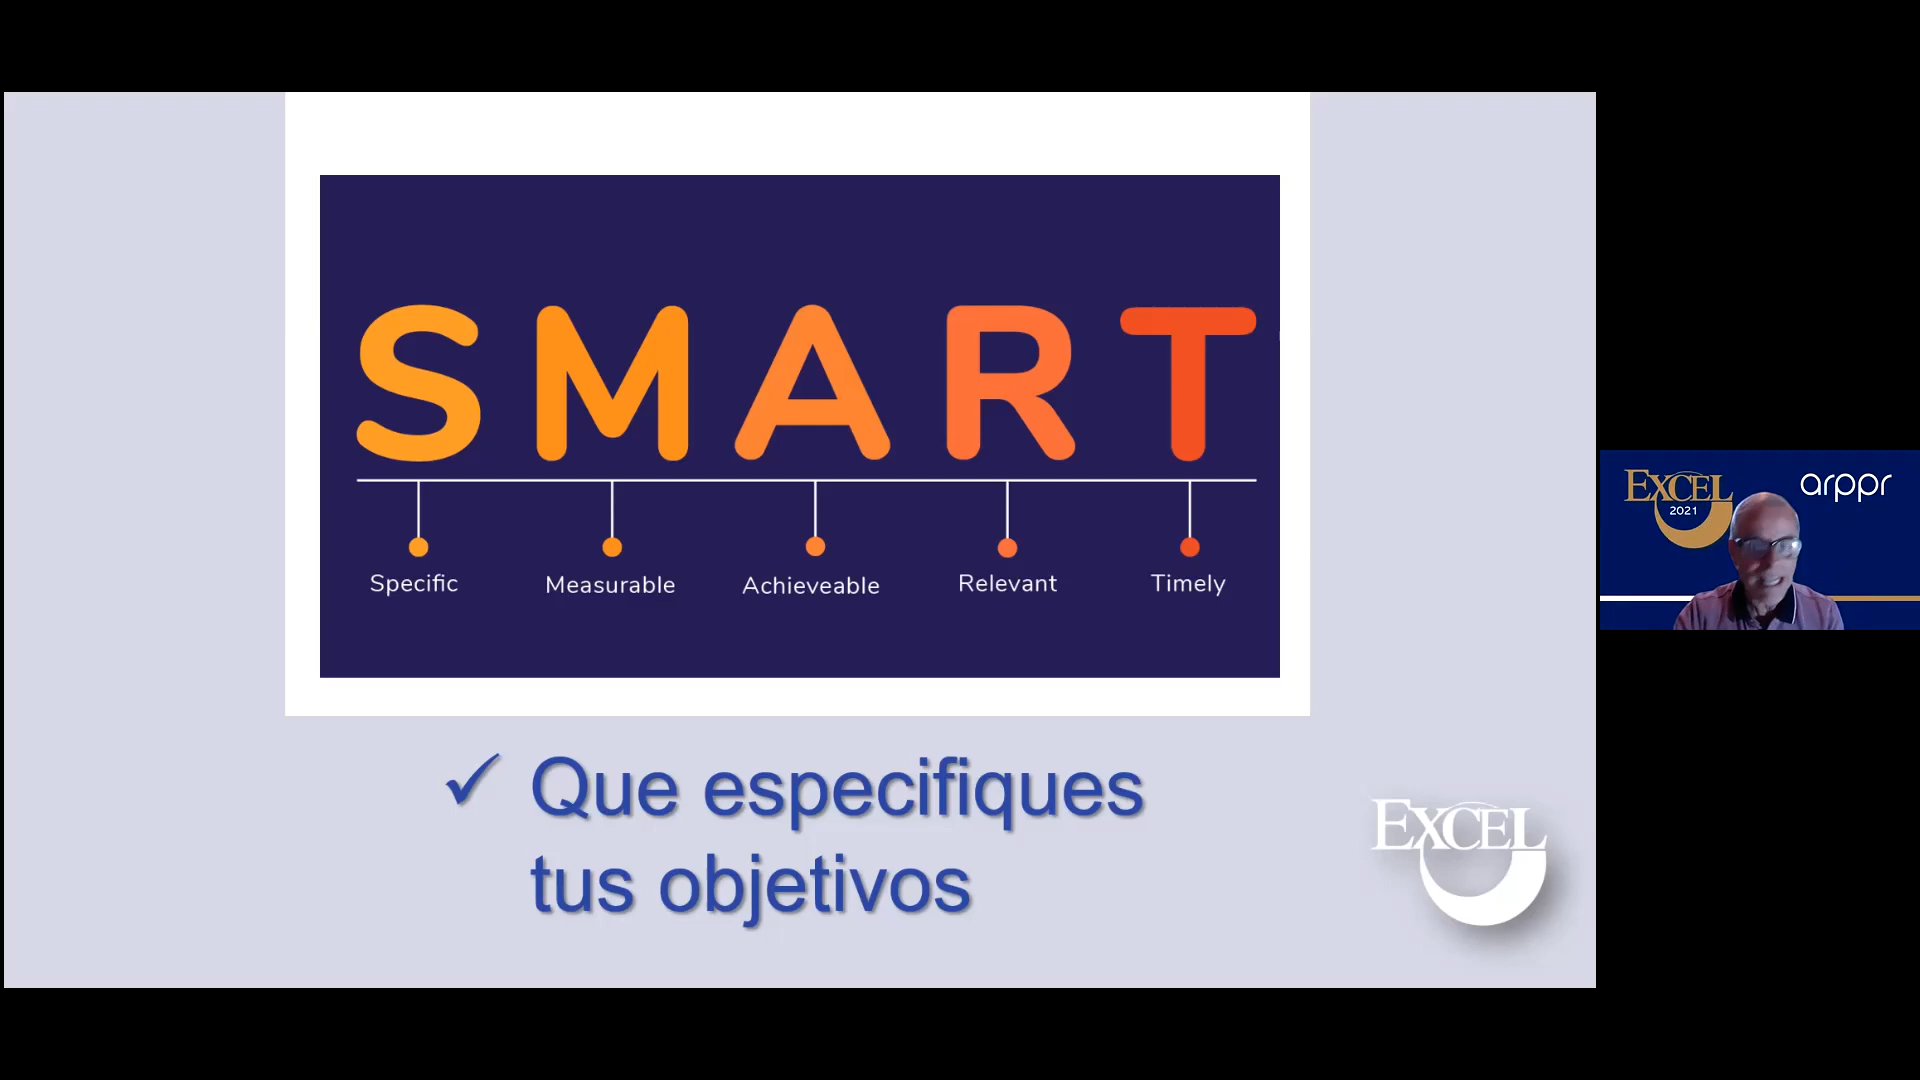 SMART
Specific
Measurable
Achieveable
Relevant
Timely
✓ Que especifiques
tus objetivos
EXCEL
EXCEL
2021
arppr